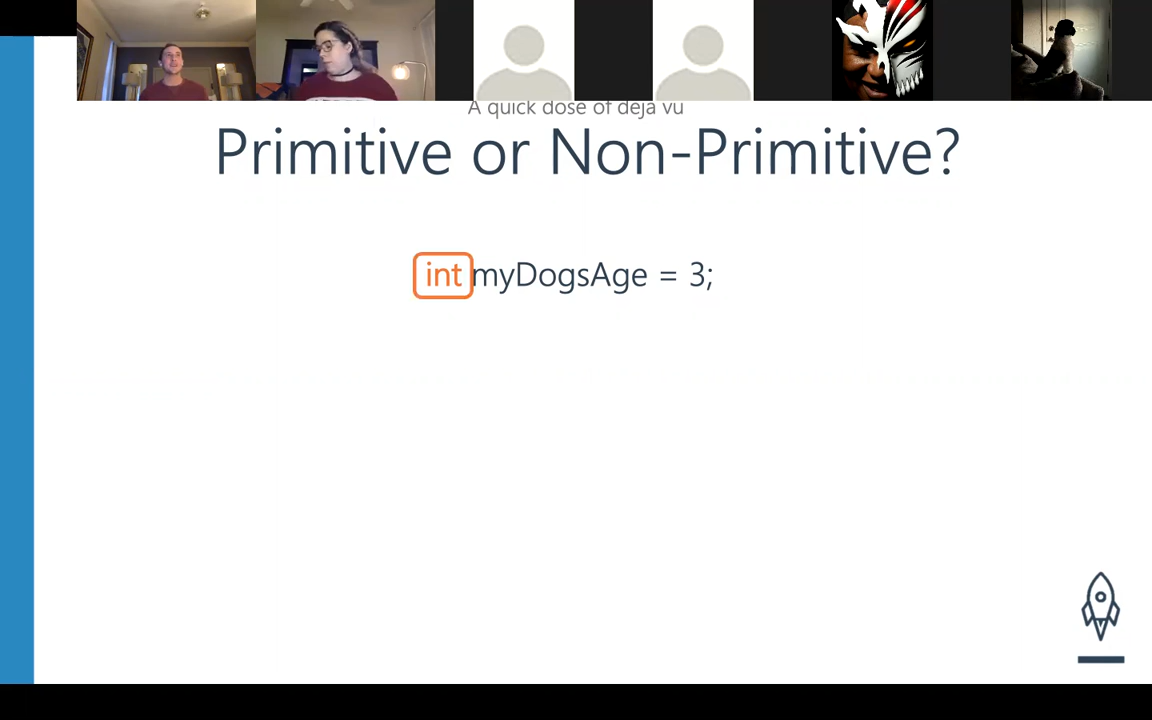 A quick dose of deja vu
Primitive or Non-Primitive?
int myDogsAge = 3;